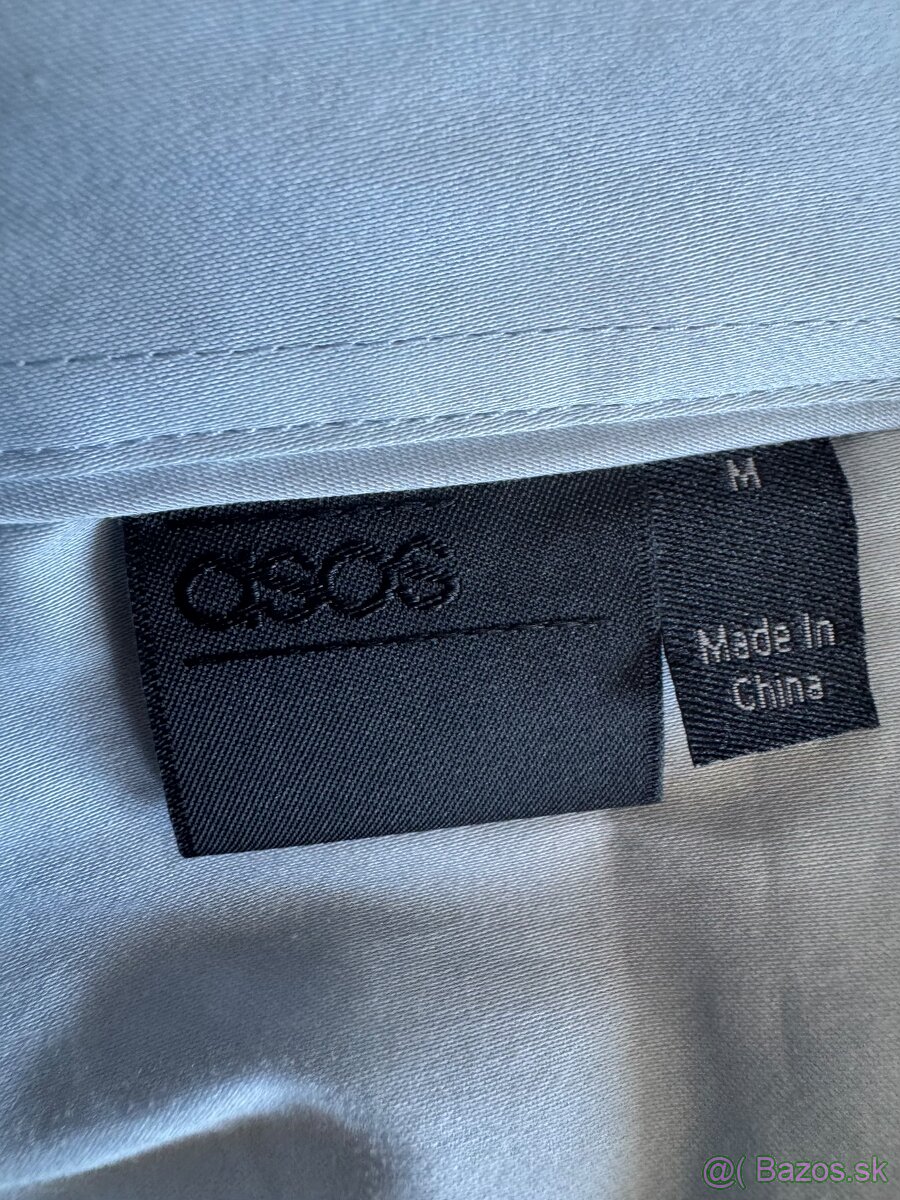 asos
M
Made In
China
@( Bazos.sk